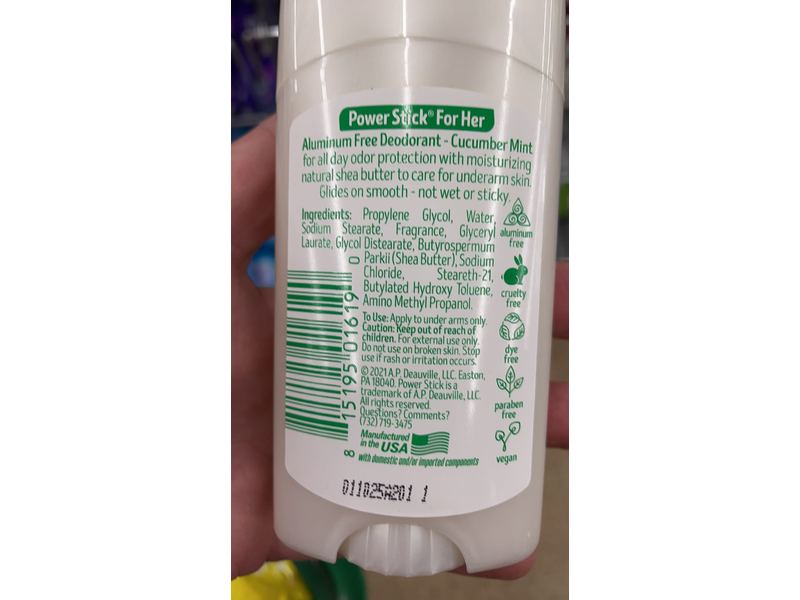 Power Stick® For Her
Aluminum Free Deodorant - Cucumber Mint
for all day odor protection with moisturizing
natural shea butter to care for underarm skin.
Glides on smooth - not wet or sticky.
Ingredients: Propylene Glycol, Water,
Sodium Stearate, Fragrance, Glyceryl
Laurate, Glycol Distearate, Butyrospermum
Parkii (Shea Butter), Sodium
Chloride, Steareth-21,
Butylated Hydroxy Toluene,
Amino Methyl Propanol.
To Use: Apply to under arms only.
Caution: Keep out of reach of
children. For external use only.
Do not use on broken skin. Stop
use if rash or irritation occurs.
© 2021 A.P. Deauville, LLC. Easton,
PA 18040. Power Stick is a
trademark of A.P. Deauville, LLC.
All rights reserved.
Questions? Comments?
(732) 719-3475
Manufactured
in the USA
with domestic and/or imported components
8 15195 01619 0
aluminum
free
cruelty
free
dye
free
paraben
free
vegan
011025A201 1